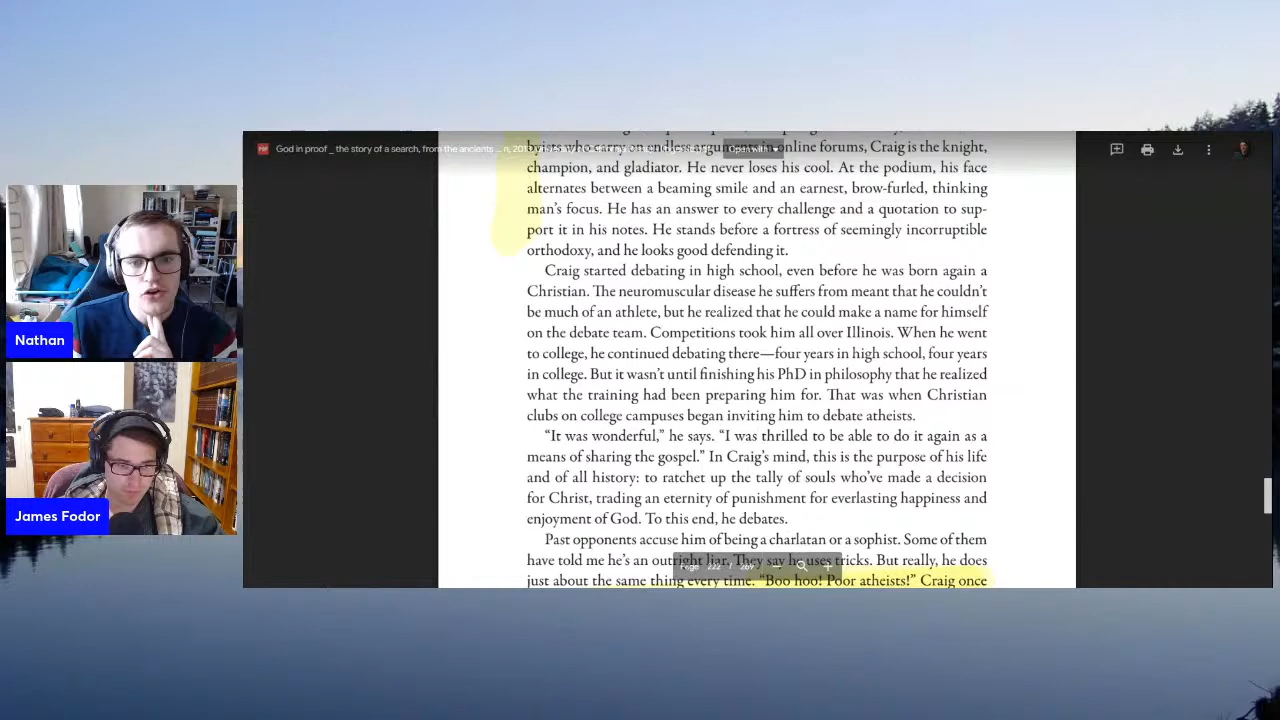 God in proof _ the story of a search, from the ancients
Open with
online forums, Craig is the knight,
champion, and gladiator. He never loses his cool. At the podium, his face
alternates between a beaming smile and an earnest, brow-furled, thinking
man’s focus. He has an answer to every challenge and a quotation to sup-
port it in his notes. He stands before a fortress of seemingly incorruptible
orthodoxy, and he looks good defending it.
Craig started debating in high school, even before he was born again a
Christian. The neuromuscular disease he suffers from meant that he couldn’t
be much of an athlete, but he realized that he could make a name for himself
on the debate team. Competitions took him all over Illinois. When he went
to college, he continued debating there—four years in high school, four years
in college. But it wasn’t until finishing his PhD in philosophy that he realized
what the training had been preparing him for. That was when Christian
clubs on college campuses began inviting him to debate atheists.
“It was wonderful,” he says. “I was thrilled to be able to do it again as a
means of sharing the gospel.” In Craig’s mind, this is the purpose of his life
and of all history: to ratchet up the tally of souls who’ve made a decision
for Christ, trading an eternity of punishment for everlasting happiness and
enjoyment of God. To this end, he debates.
Past opponents accuse him of being a charlatan or a sophist. Some of them
have told me he’s an outright liar. They say he uses tricks. But really, he does
just about the same thing every time. “Boo hoo! Poor atheists!” Craig once
Page 222 /
Nathan
James Fodor